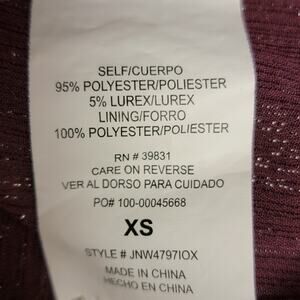 SELF/CUERPO
95% POLYESTER/POLIESTER
5% LUREX/LUREX
LINING/FORRO
100% POLYESTER/POLIESTER
RN # 39831
CARE ON REVERSE
VER AL DORSO PARA CUIDADO
PO# 100-00045668
XS
STYLE # JNW4797IOX
MADE IN CHINA
HECHO EN CHINA